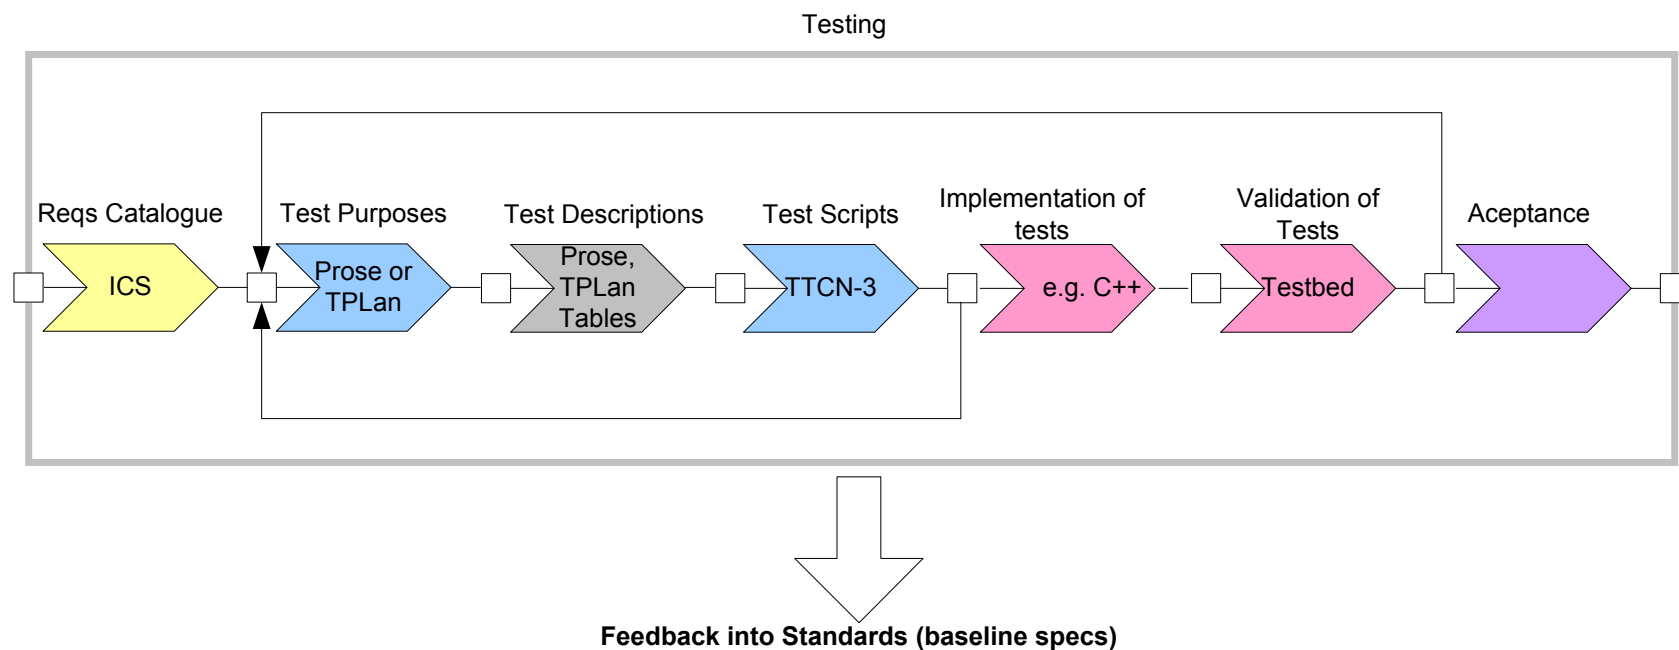 Testing
Reqs Catalogue
Test Purposes
Test Descriptions
Test Scripts
Implementation of
tests
Validation of
Tests
Aceptance
ICS
Prose or
TPLan
Prose,
TPLan
Tables
TTCN-3
e.g. C++
Testbed
Feedback into Standards (baseline specs)